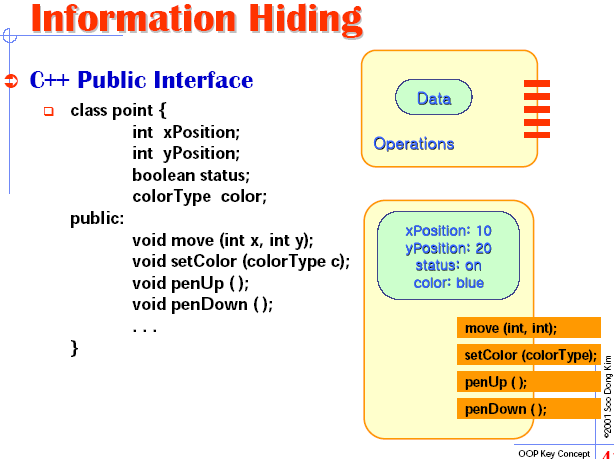 Information Hiding
C++ Public Interface
class point {
int xPosition;
int yPosition;
boolean status;
colorType color;
public:
void move (int x, int y);
void setColor (colorType c);
void penUp ( );
void penDown ( );
. . .
}
Data
Operations
xPosition: 10
yPosition: 20
status: on
color: blue
move (int, int);
setColor (colorType);
penUp ( );
penDown ( );
©2001 Soo Dong Kim
OOP Key Concept
4